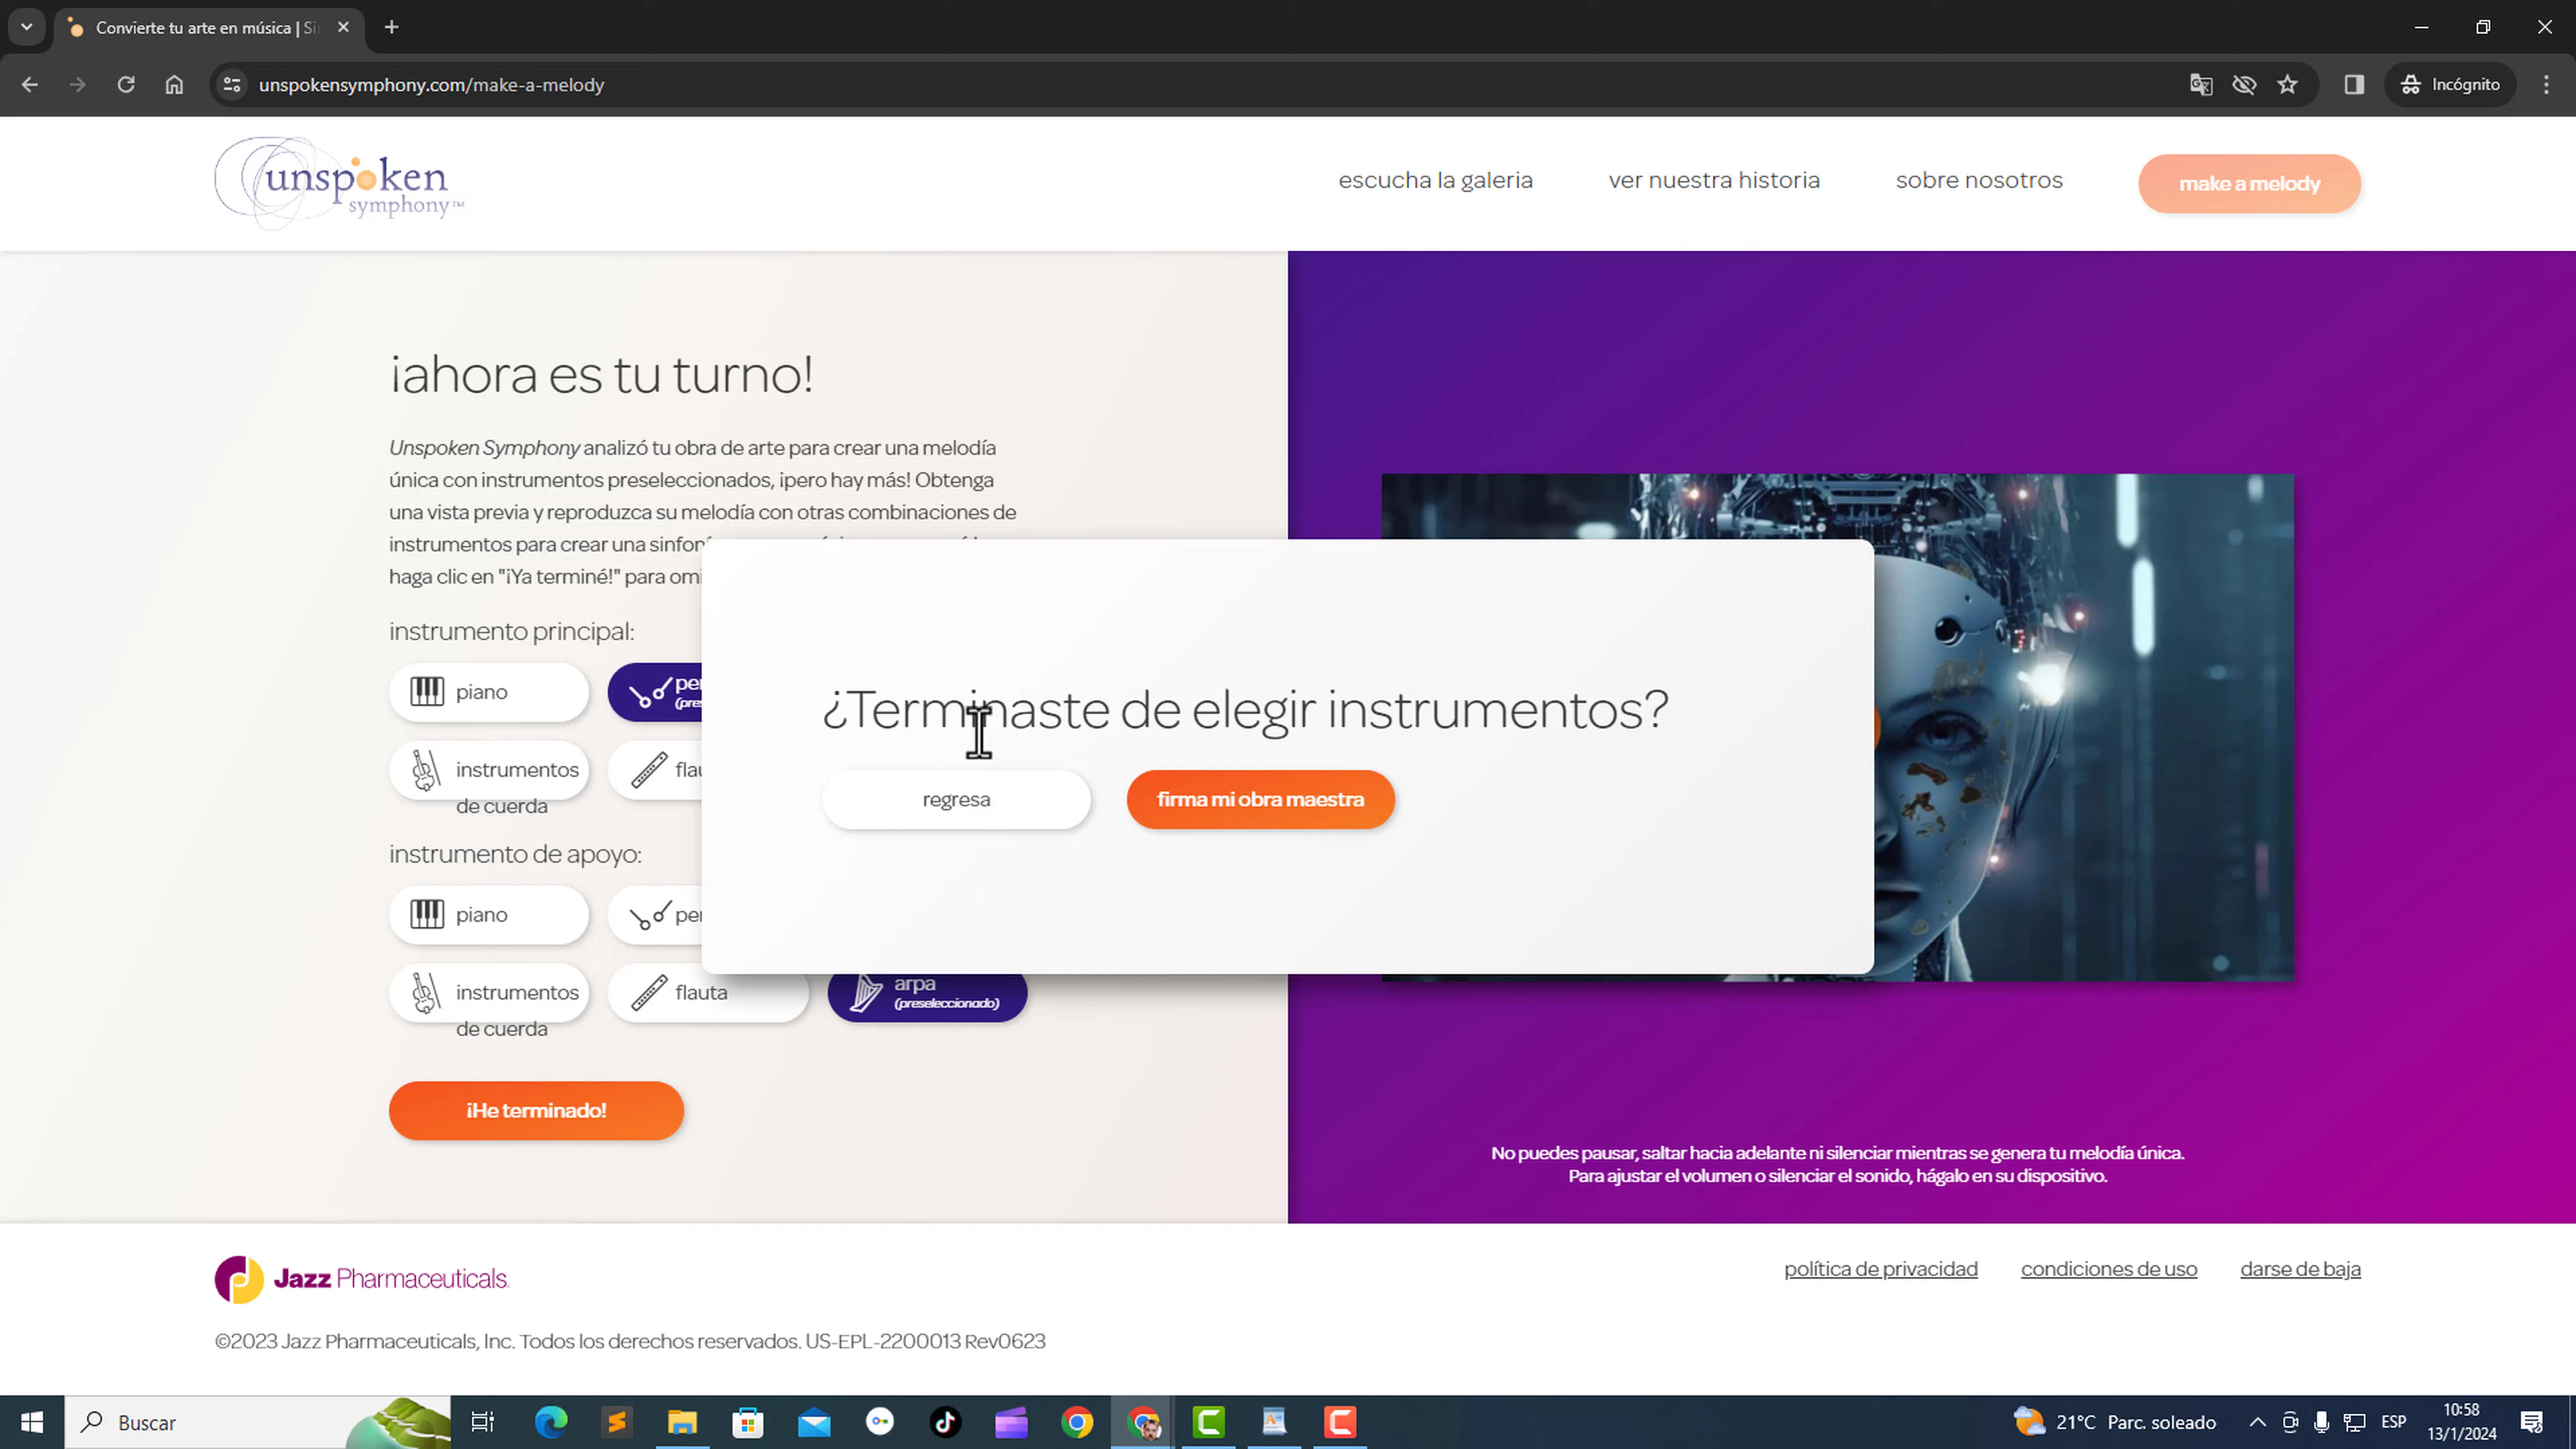 Convierte tu arte en música | Si
unspokensymphony.com/make-a-melody
Incógnito
unspoken
symphony™
escucha la galeria
ver nuestra historia
sobre nosotros
make a melody
¡ahora es tu turno!
Unspoken Symphony analizó tu obra de arte para crear una melodía
única con instrumentos preseleccionados, ¡pero hay más! Obtenga
una vista previa y reproduzca su melodía con otras combinaciones de
instrumentos para crear una
haga clic en "¡Ya terminé!" para
instrumento principal:
piano
per
(pres
instrumentos
de cuerda
flau
¿Terminaste de elegir instrumentos?
regresa
firma mi obra maestra
instrumento de apoyo:
piano
per
instrumentos
de cuerda
flauta
arpa
(preseleccionado)
¡He terminado!
No puedes pausar, saltar hacia adelante ni silenciar mientras se genera tu melodía única.
Para ajustar el volumen o silenciar el sonido, hágalo en su dispositivo.
Jazz Pharmaceuticals.
política de privacidad
condiciones de uso
darse de baja
©2023 Jazz Pharmaceuticals, Inc. Todos los derechos reservados. US-EPL-2200013 Rev0623
Buscar
21°C Parc. soleado
ESP
10:58
13/1/2024